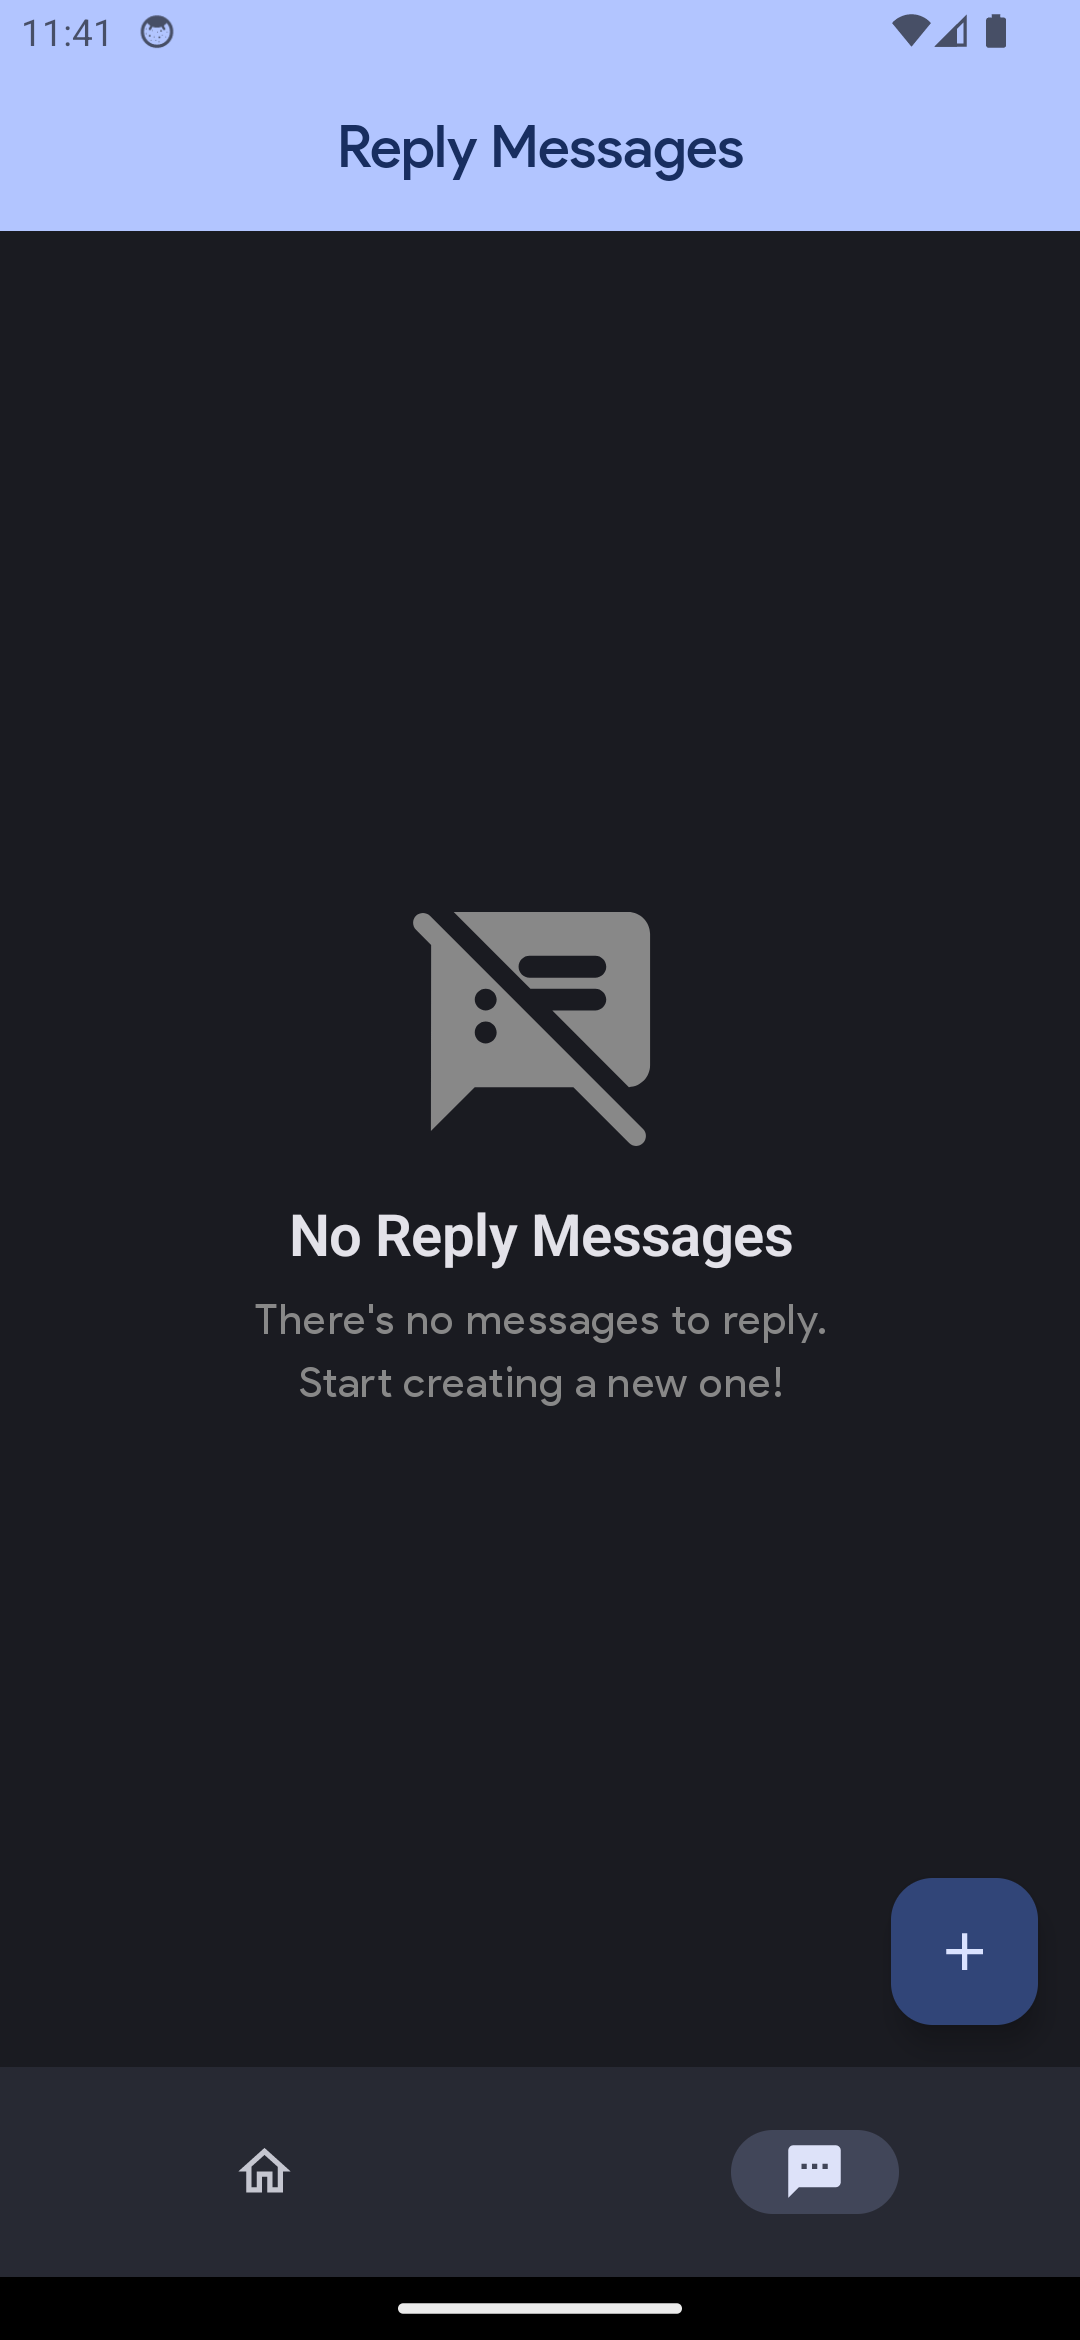 11:41
Reply Messages
No Reply Messages
There's no messages to reply.
Start creating a new one!